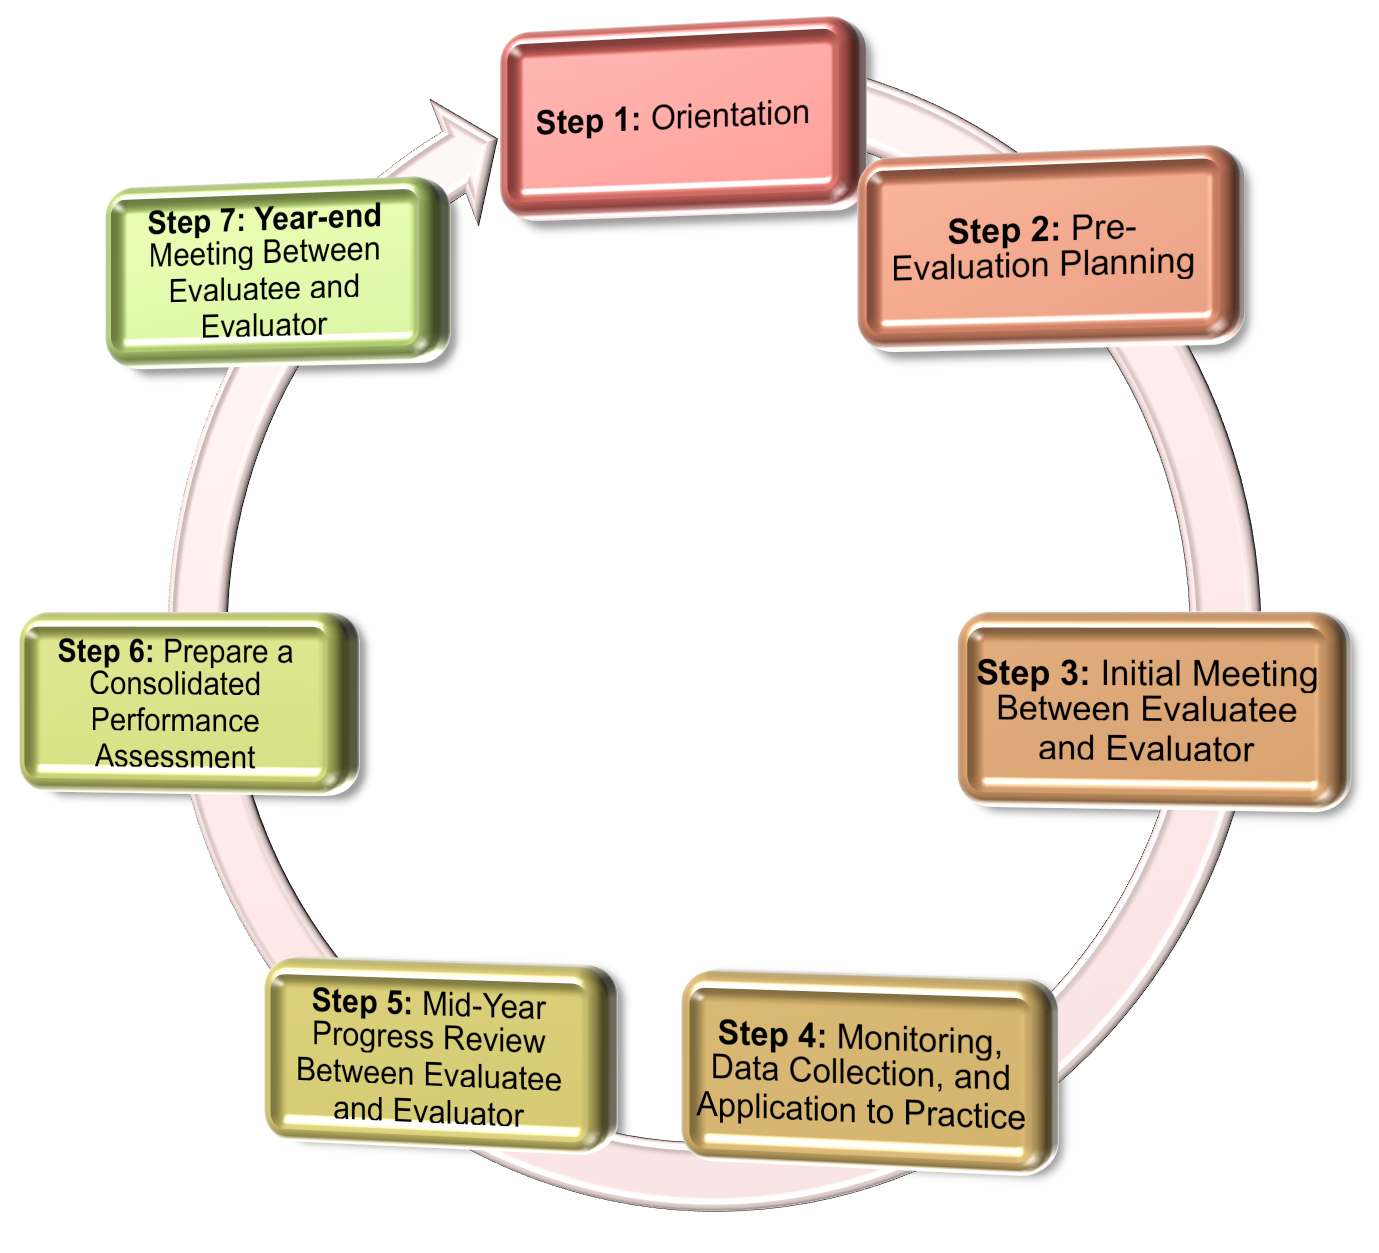 Step 1: Orientation
Step 2: Pre-
Evaluation Planning
Step 3: Initial Meeting
Between Evaluatee
and Evaluator
Step 4: Monitoring,
Data Collection, and
Application to Practice
Step 5: Mid-Year
Progress Review
Between Evaluatee
and Evaluator
Step 6: Prepare a
Consolidated
Performance
Assessment
Step 7: Year-end
Meeting Between
Evaluatee and
Evaluator